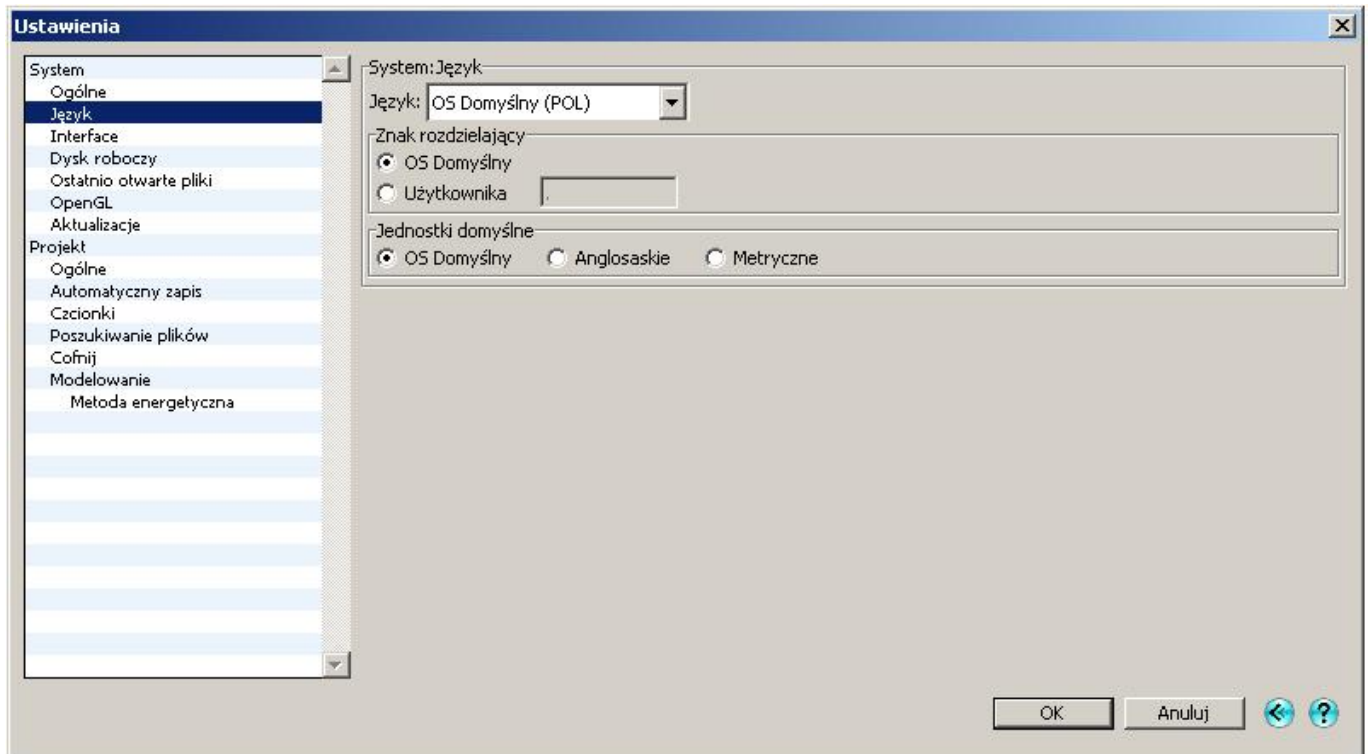 Ustawienia
System
Ogólne
Język
Interface
Dysk roboczy
Ostatnio otwarte pliki
OpenGL
Aktualizacje
Projekt
Ogólne
Automatyczny zapis
Czcionki
Poszukiwanie plików
Cofnij
Modelowanie
Metoda energetyczna
System:Język
Język: OS Domyślny (POL)
Znak rozdzielający
OS Domyślny
Użytkownika .
Jednostki domyślne
OS Domyślny Anglosaskie Metryczne
OK Anuluj ?